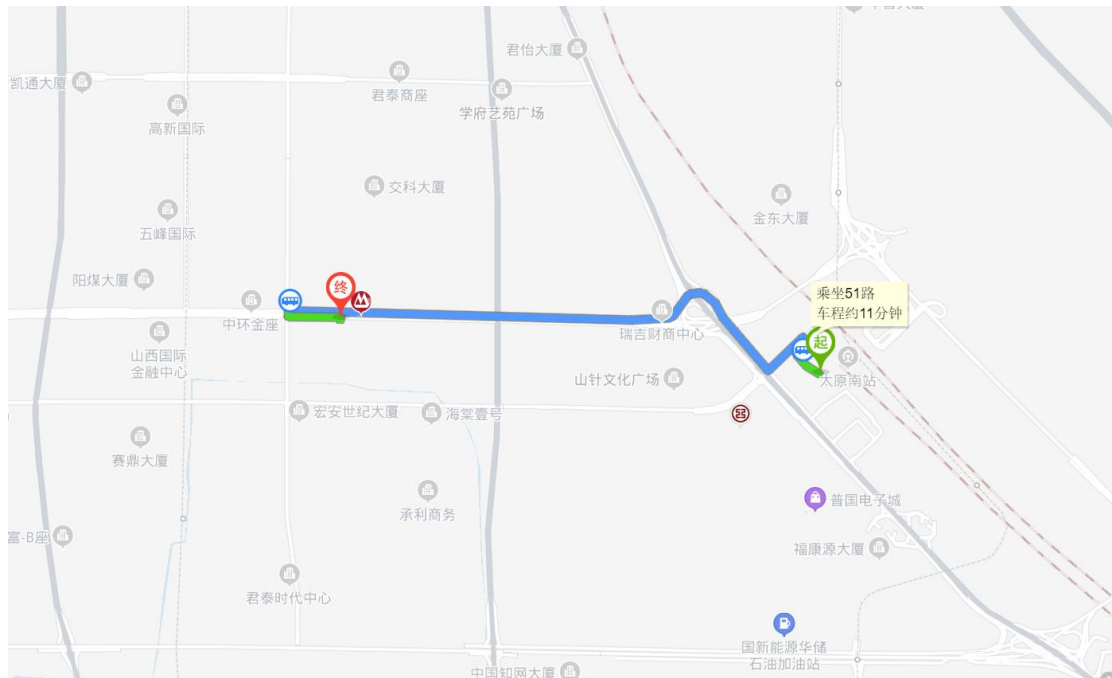 君怡大厦
凯通大厦
君泰商座
学府艺苑广场
高新国际
交科大厦
金东大厦
五峰国际
阳煤大厦
终
乘坐51路
车程约11分钟
中环金座
瑞吉财商中心
起
山西国际
金融中心
山针文化广场
太原南站
宏安世纪大厦
海棠壹号
赛鼎大厦
普国电子城
承利商务
富-B座
福康源大厦
君泰时代中心
国新能源华储
石油加油站
中国知网大厦